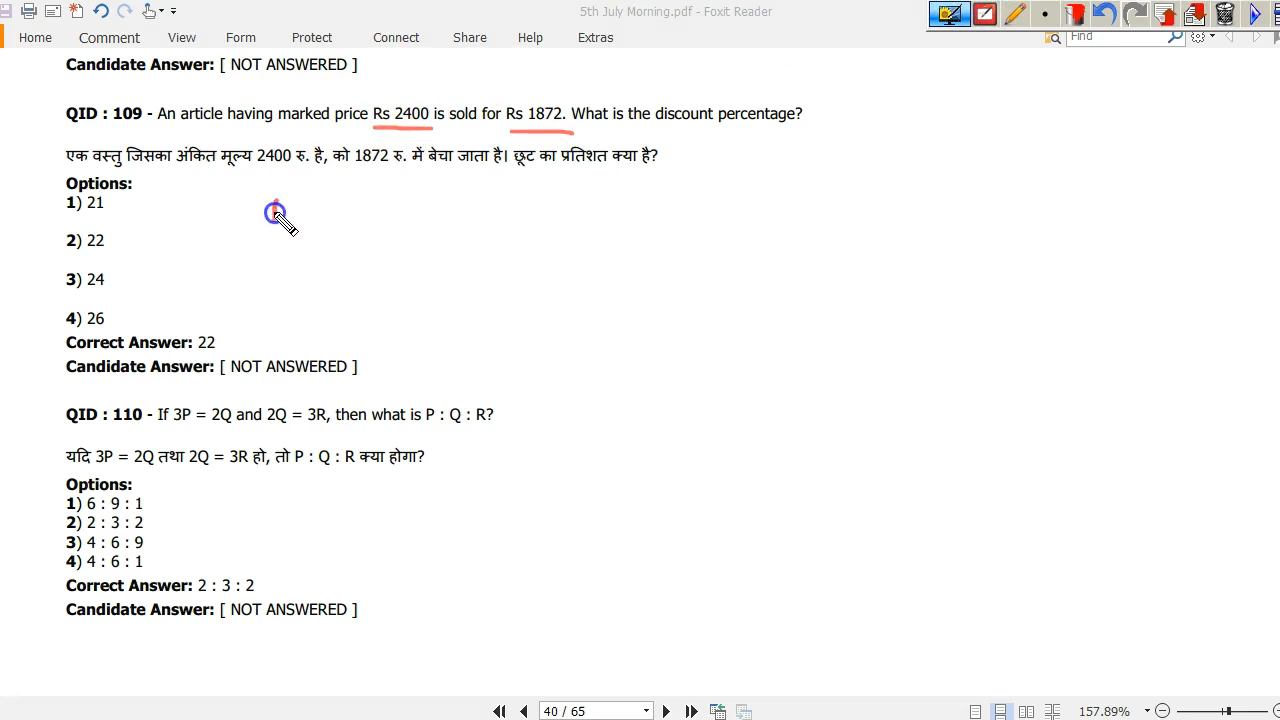 5th July Morning.pdf - Foxit Reader
Home Comment View Form Protect Connect Share Help Extras Find
Candidate Answer: [ NOT ANSWERED ]
QID : 109 - An article having marked price Rs 2400 is sold for Rs 1872. What is the discount percentage?
एक वस्तु जिसका अंकित मूल्य 2400 रु. है, को 1872 रु. में बेचा जाता है। छूट का प्रतिशत क्या है?
Options:
1) 21
2) 22
3) 24
4) 26
Correct Answer: 22
Candidate Answer: [ NOT ANSWERED ]
QID : 110 - If 3P = 2Q and 2Q = 3R, then what is P : Q : R?
यदि 3P = 2Q तथा 2Q = 3R हो, तो P : Q : R क्या होगा?
Options:
1) 6 : 9 : 1
2) 2 : 3 : 2
3) 4 : 6 : 9
4) 4 : 6 : 1
Correct Answer: 2 : 3 : 2
Candidate Answer: [ NOT ANSWERED ]
40 / 65 157.89%